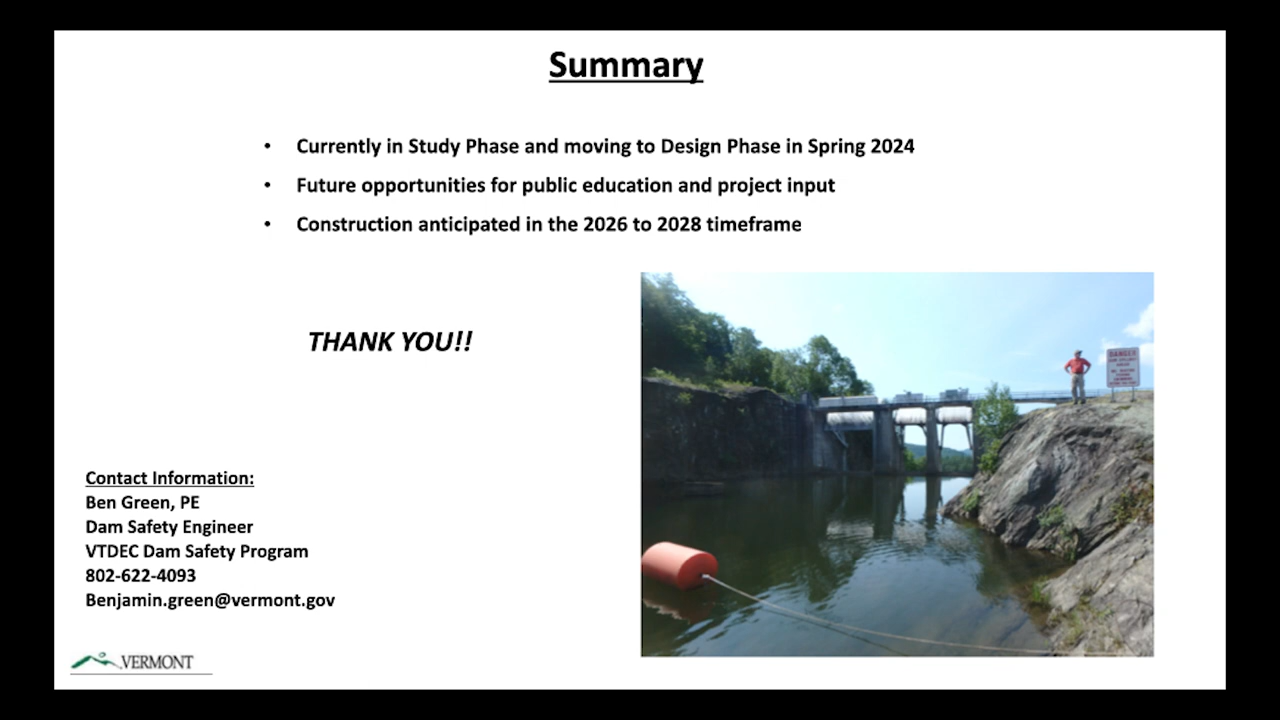 Summary
• Currently in Study Phase and moving to Design Phase in Spring 2024
• Future opportunities for public education and project input
• Construction anticipated in the 2026 to 2028 timeframe
THANK YOU!!
DANGER
Contact Information:
Ben Green, PE
Dam Safety Engineer
VTDEC Dam Safety Program
802-622-4093
Benjamin.green@vermont.gov
VERMONT